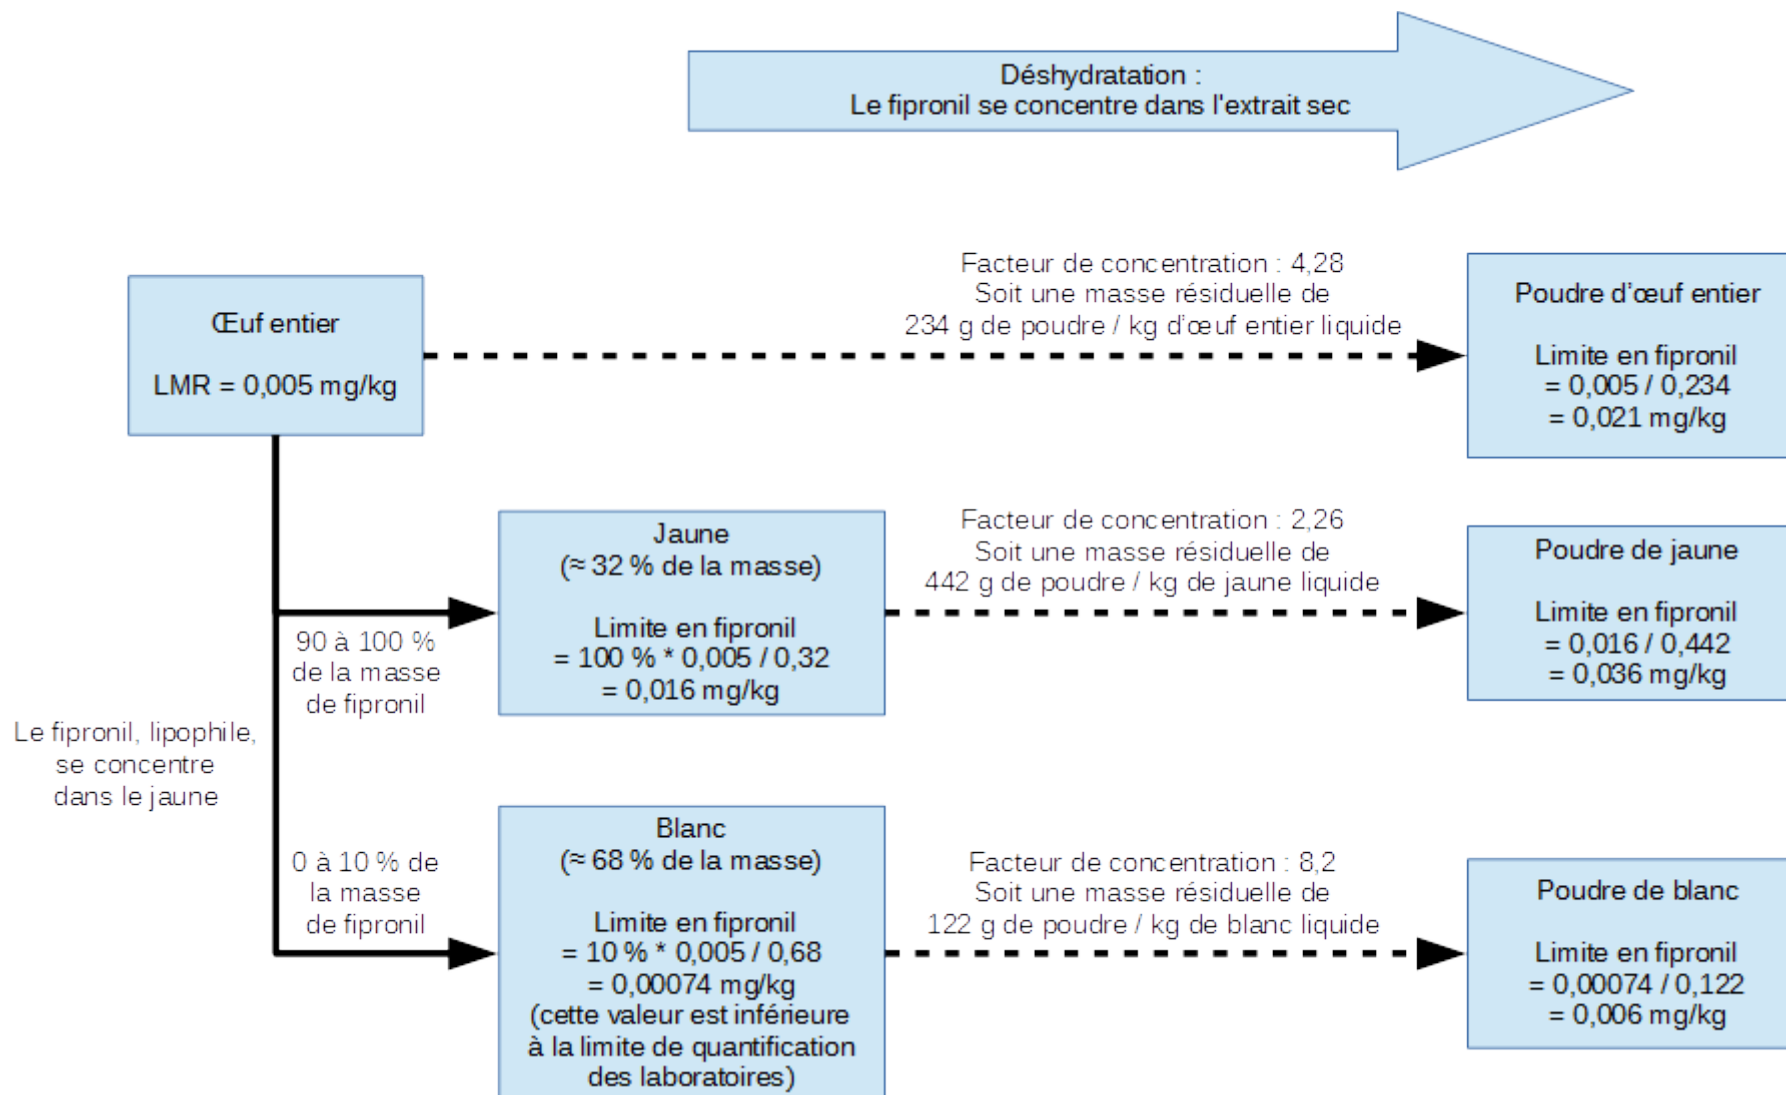 Déshydratation :
Le fipronil se concentre dans l'extrait sec
Œuf entier
LMR = 0,005 mg/kg
Facteur de concentration : 4,28
Soit une masse résiduelle de
234 g de poudre / kg d’œuf entier liquide
Poudre d’œuf entier
Limite en fipronil
= 0,005 / 0,234
= 0,021 mg/kg
90 à 100 %
de la masse
de fipronil
Jaune
(≈ 32 % de la masse)
Limite en fipronil
= 100 % * 0,005 / 0,32
= 0,016 mg/kg
Facteur de concentration : 2,26
Soit une masse résiduelle de
442 g de poudre / kg de jaune liquide
Poudre de jaune
Limite en fipronil
= 0,016 / 0,442
= 0,036 mg/kg
Le fipronil, lipophile,
se concentre
dans le jaune
0 à 10 % de
la masse
de fipronil
Blanc
(≈ 68 % de la masse)
Limite en fipronil
= 10 % * 0,005 / 0,68
= 0,00074 mg/kg
(cette valeur est inférieure
à la limite de quantification
des laboratoires)
Facteur de concentration : 8,2
Soit une masse résiduelle de
122 g de poudre / kg de blanc liquide
Poudre de blanc
Limite en fipronil
= 0,00074 / 0,122
= 0,006 mg/kg